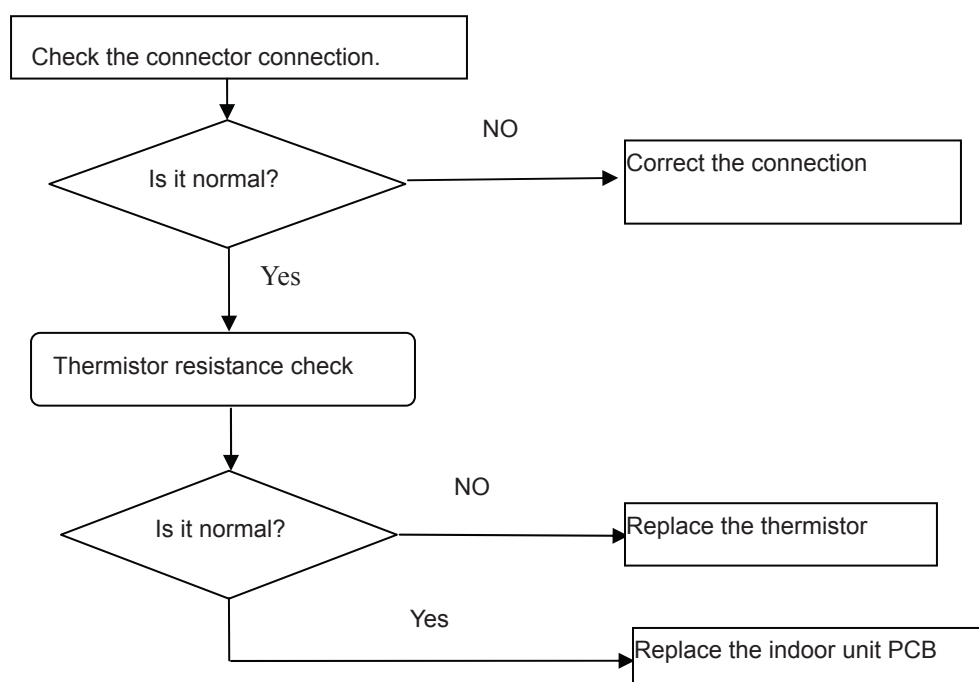 Check the connector connection.
NO
Is it normal?
Correct the connection
Yes
Thermistor resistance check
NO
Is it normal?
Replace the thermistor
Yes
Replace the indoor unit PCB